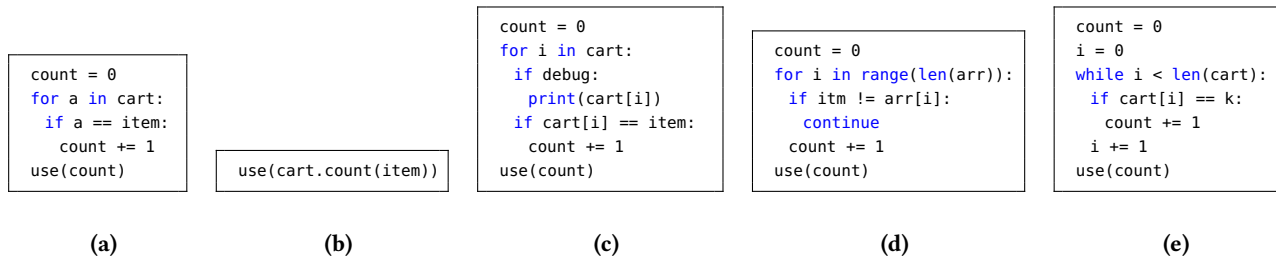 count = 0
for a in cart:
if a == item:
count += 1
use(count)
(a)
use(cart.count(item))
(b)
count = 0
for i in cart:
if debug:
print(cart[i])
if cart[i] == item:
count += 1
use(count)
(c)
count = 0
for i in range(len(arr)):
if itm != arr[i]:
continue
count += 1
use(count)
(d)
count = 0
i = 0
while i < len(cart):
if cart[i] == k:
count += 1
i += 1
use(count)
(e)